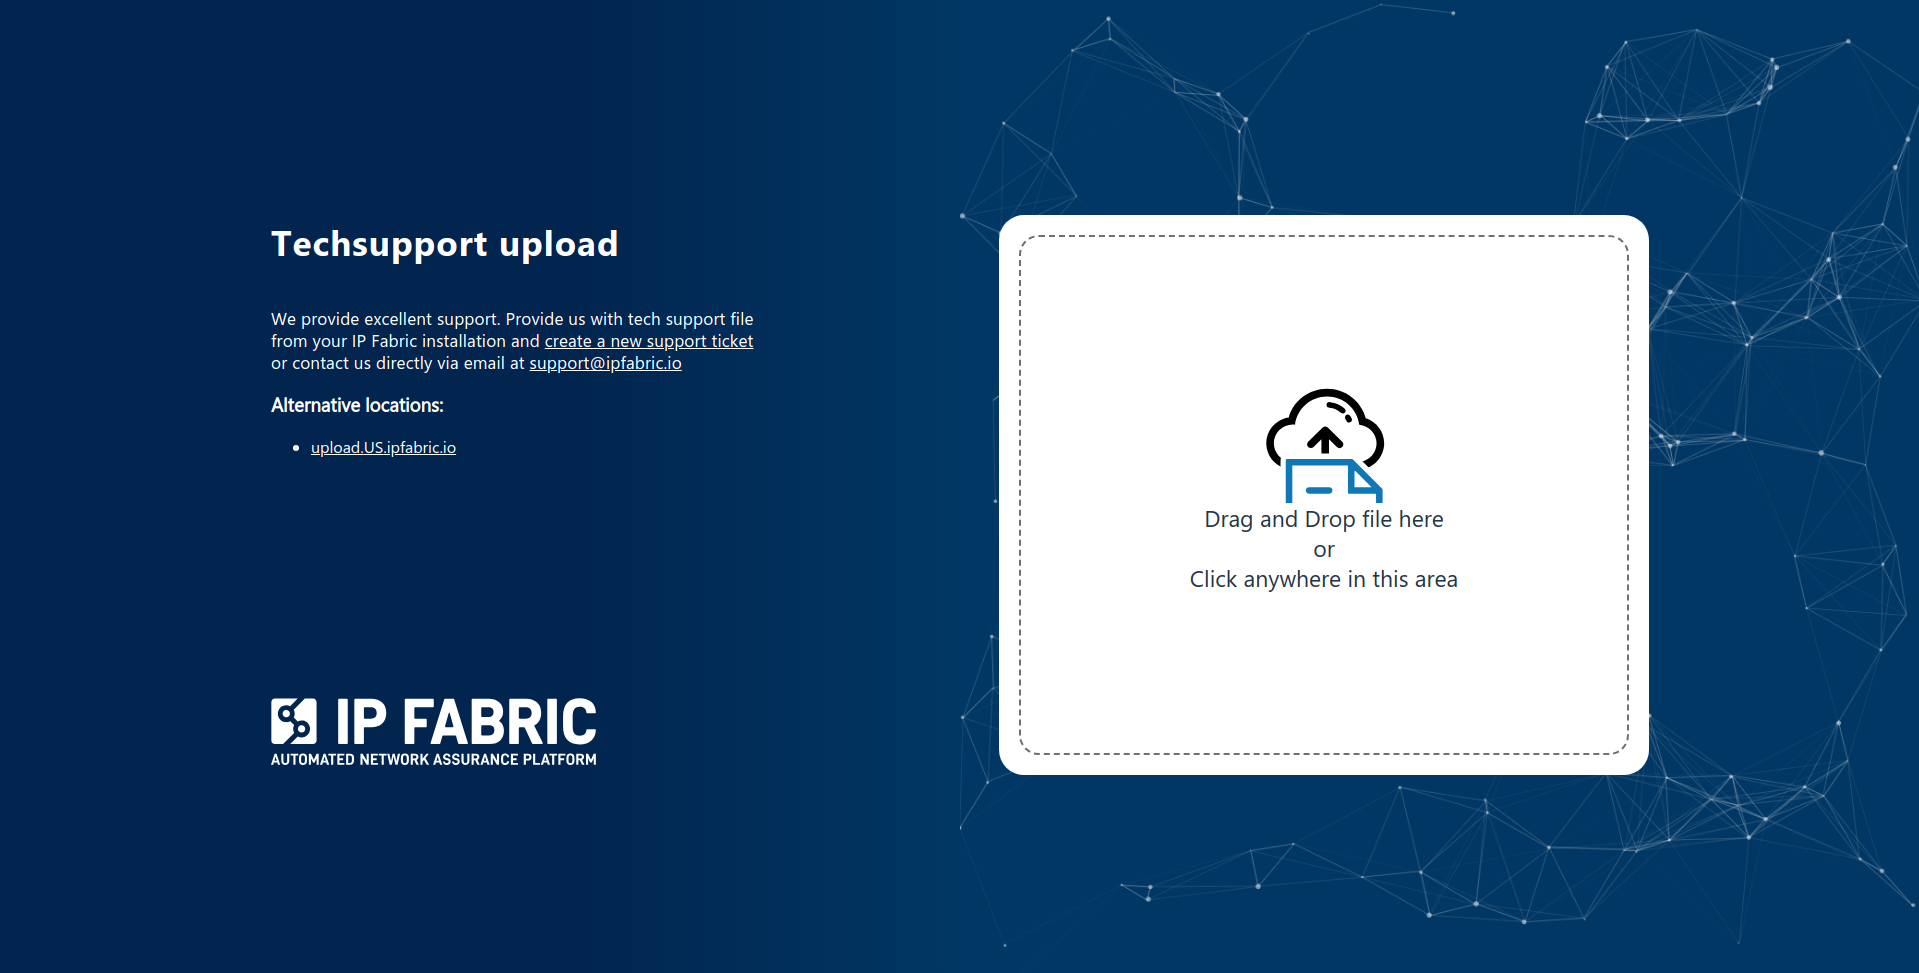 Techsupport upload
We provide excellent support. Provide us with tech support file
from your IP Fabric installation and create a new support ticket
or contact us directly via email at support@ipfabric.io
Alternative locations:
• upload.US.ipfabric.io
IP FABRIC
AUTOMATED NETWORK ASSURANCE PLATFORM
Drag and Drop file here
or
Click anywhere in this area